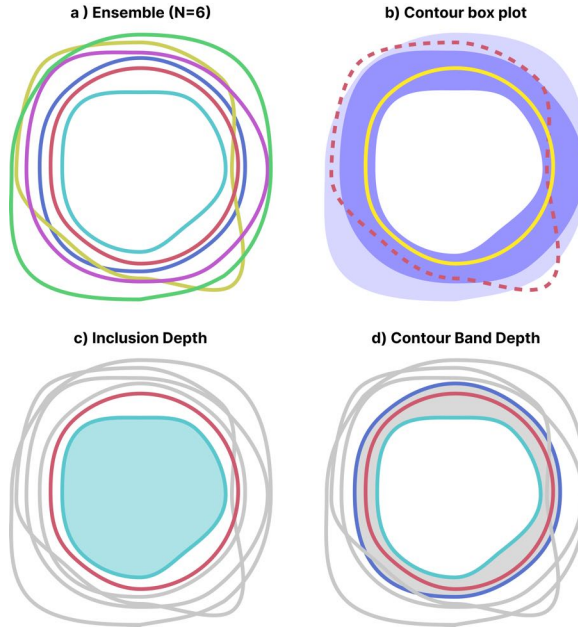 a ) Ensemble (N=6)
b) Contour box plot
c) Inclusion Depth
d) Contour Band Depth